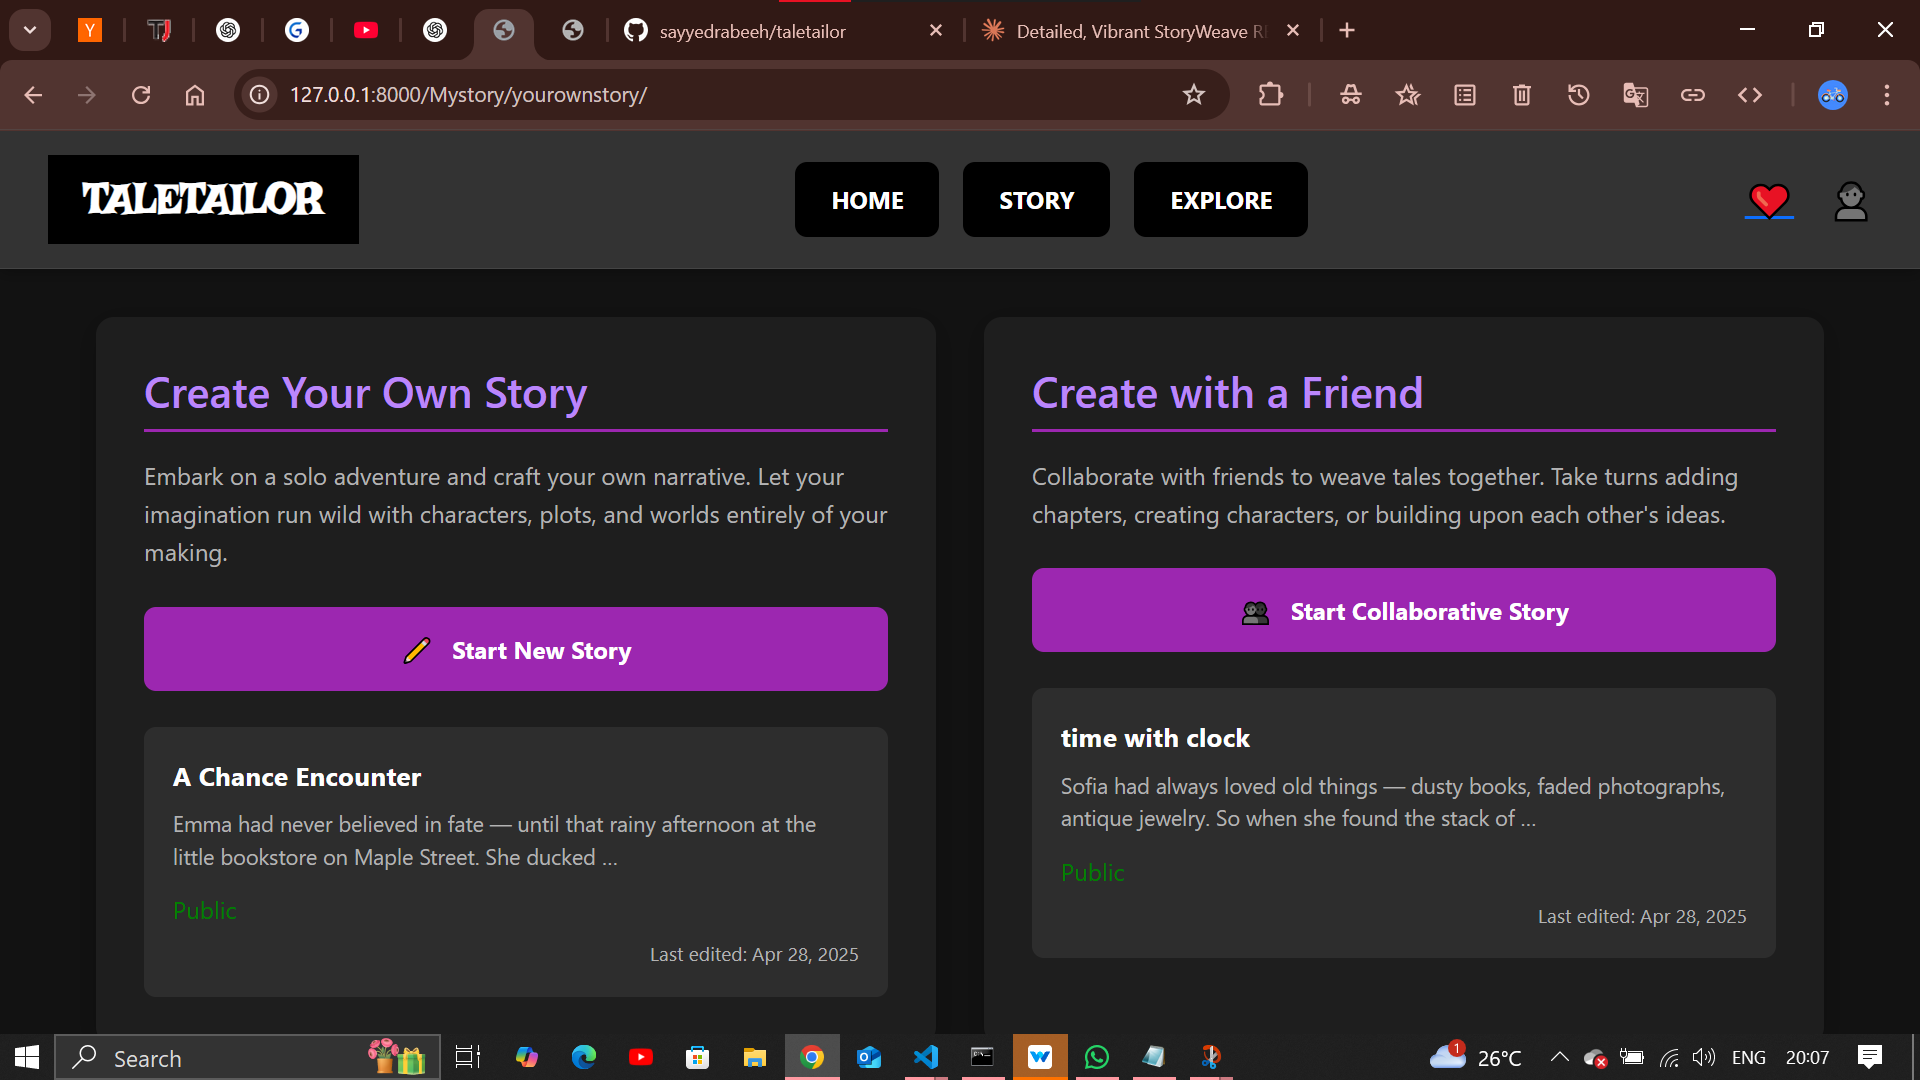 Y
sayyedrabeeh/taletailor
Detailed, Vibrant StoryWeave R
127.0.0.1:8000/Mystory/yourownstory/
TALETAILOR
HOME
STORY
EXPLORE
Create Your Own Story
Embark on a solo adventure and craft your own narrative. Let your
imagination run wild with characters, plots, and worlds entirely of your
making.
Start New Story
A Chance Encounter
Emma had never believed in fate — until that rainy afternoon at the
little bookstore on Maple Street. She ducked ...
Public
Last edited: Apr 28, 2025
Create with a Friend
Collaborate with friends to weave tales together. Take turns adding
chapters, creating characters, or building upon each other's ideas.
Start Collaborative Story
time with clock
Sofia had always loved old things — dusty books, faded photographs,
antique jewelry. So when she found the stack of ...
Public
Last edited: Apr 28, 2025
Search
1
26°C
ENG
20:07